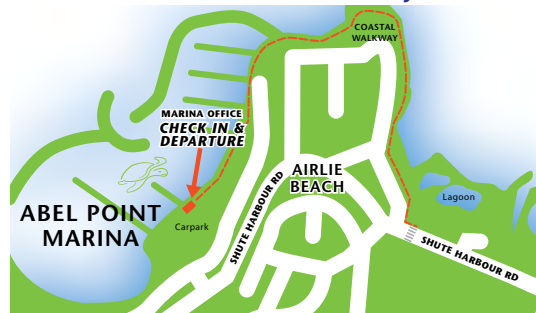 COASTAL
WALKWAY
MARINA OFFICE
CHECK IN &
DEPARTURE
AIRLIE
BEACH
ABEL POINT
MARINA
Carpark
SHUTE HARBOUR RD
Lagoon
SHUTE HARBOUR RD